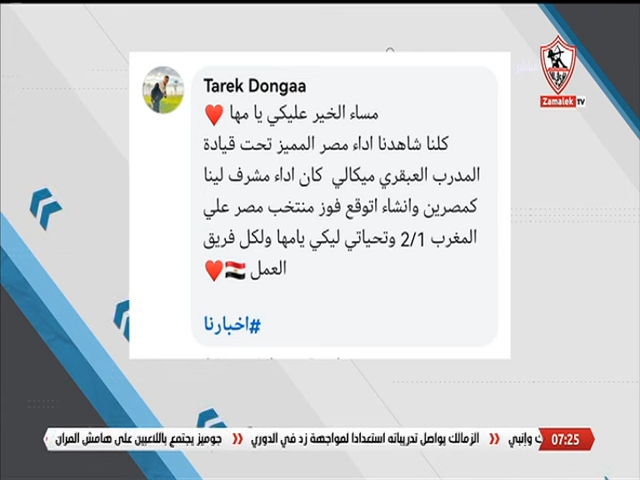 Zamalek TV
Tarek Dongaa
مساء الخير عليكي يا مها ❤️
كلنا شاهدنا اداء مصر المميز تحت قيادة
المدرب العبقري ميكالي كان اداء مشرف لينا
كمصرين وانشاء اتوقع فوز منتخب مصر علي
المغرب 2/1 وتحياتي ليكي يامها ولكل فريق
العمل 🇪🇬❤️
#اخبارنا
07:25 ت وإنبي » الزمالك يواصل تدريباته استعدادا لمواجهة زد في الدوري » جوميز يجتمع باللاعبين على هامش المران